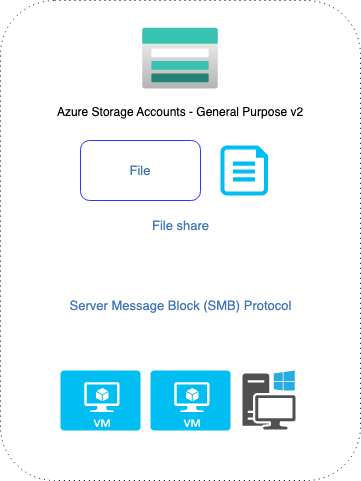 Azure Storage Accounts - General Purpose v2
File
File share
Server Message Block (SMB) Protocol
VM
VM